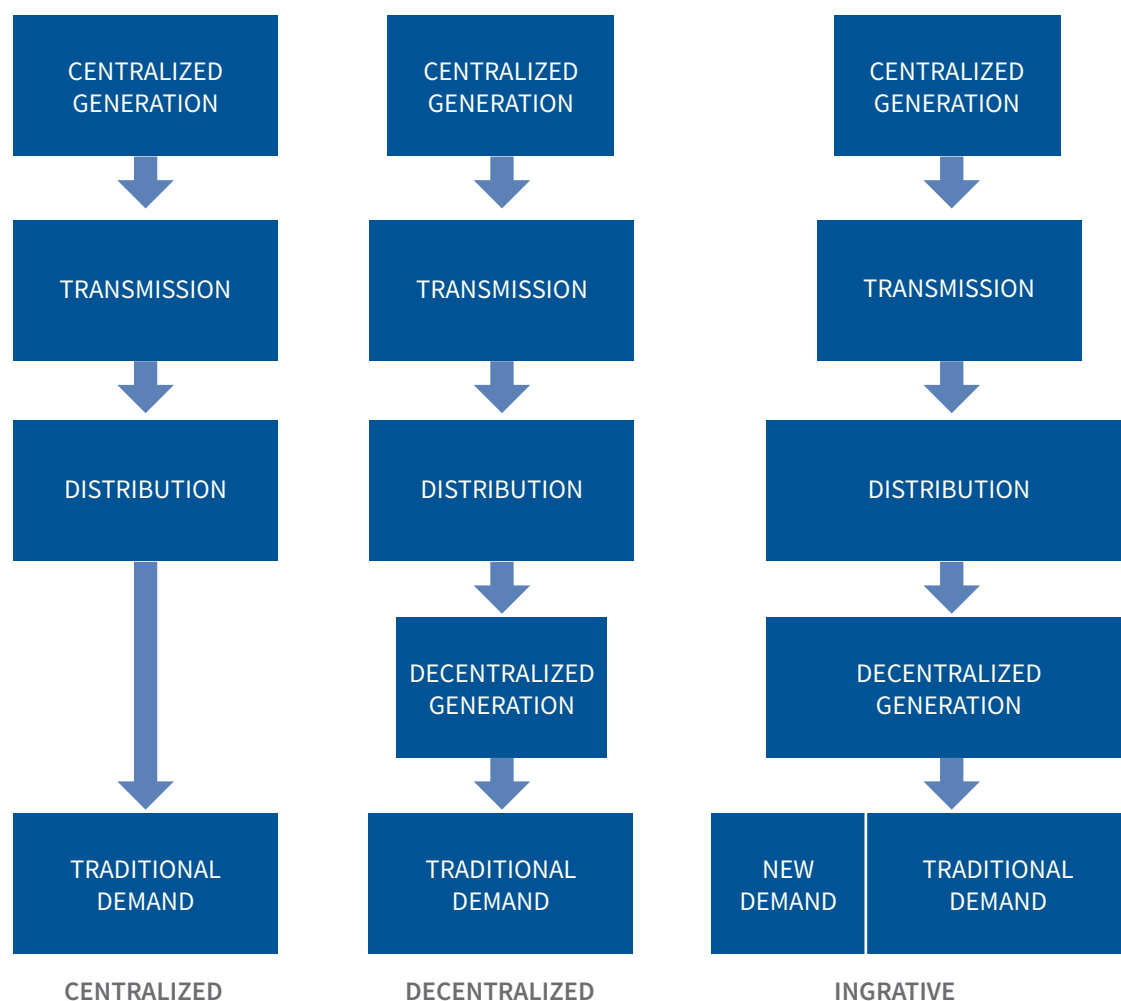 CENTRALIZED
GENERATION
TRANSMISSION
DISTRIBUTION
TRADITIONAL
DEMAND
CENTRALIZED
CENTRALIZED
GENERATION
TRANSMISSION
DISTRIBUTION
DECENTRALIZED
GENERATION
TRADITIONAL
DEMAND
DECENTRALIZED
CENTRALIZED
GENERATION
TRANSMISSION
DISTRIBUTION
DECENTRALIZED
GENERATION
NEW
DEMAND
TRADITIONAL
DEMAND
INGRATIVE